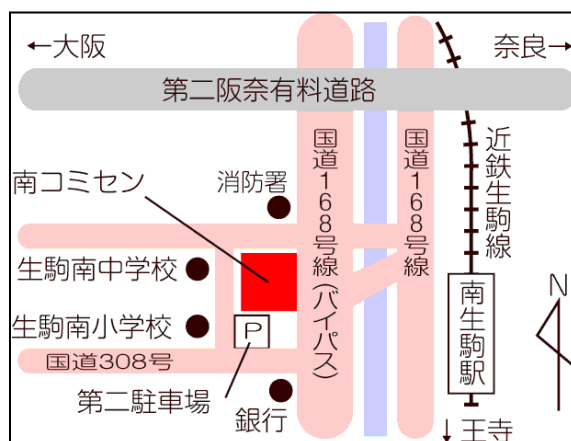 ←大阪
奈良→
第二阪奈有料道路
南コミセン
消防署
国道168号線(バイパス)
国道168号線
近鉄生駒線
生駒南中学校
N
生駒南小学校
P
南生駒駅
国道308号
第二駐車場
銀行
↓王寺